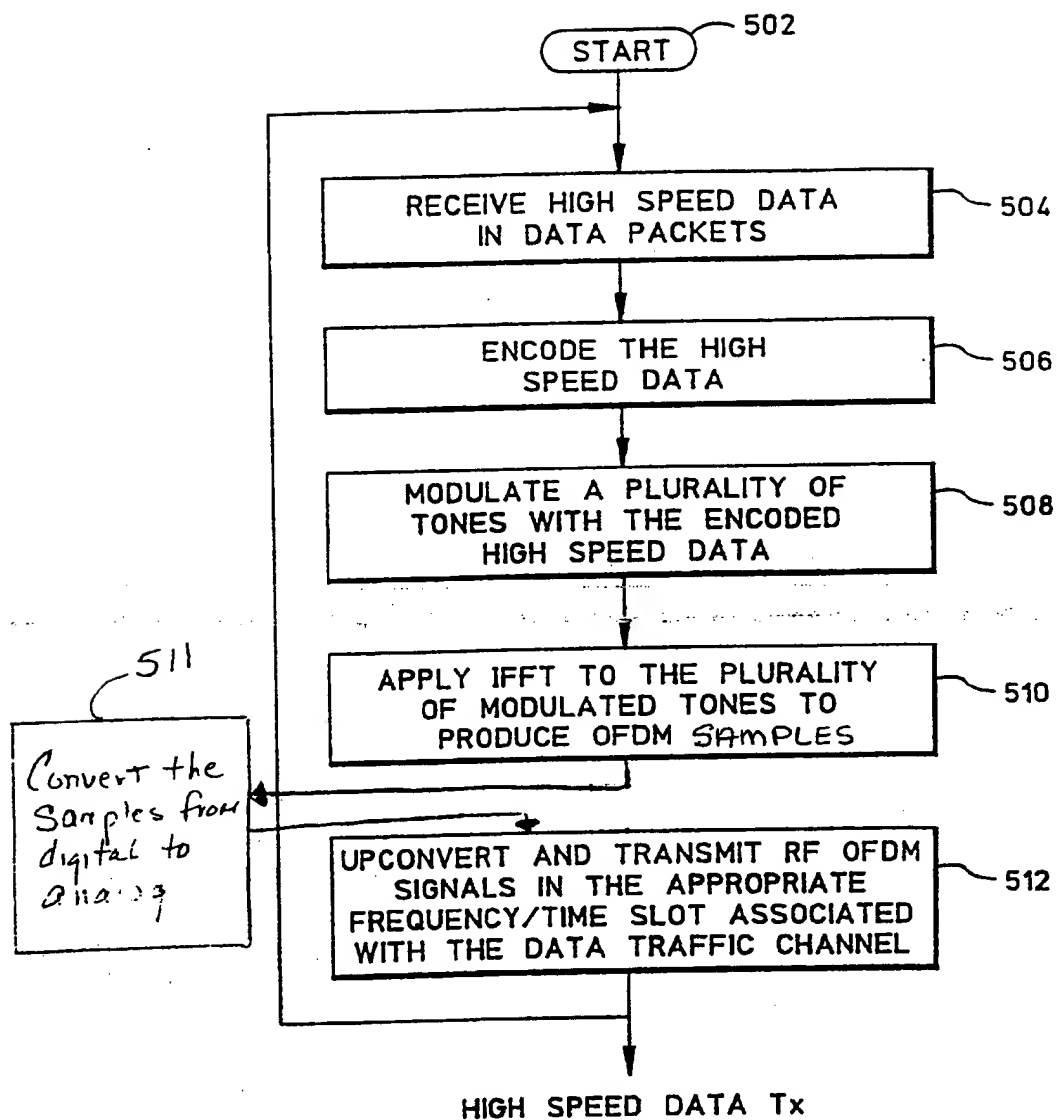 502
START
RECEIVE HIGH SPEED DATA
IN DATA PACKETS
504
ENCODE THE HIGH
SPEED DATA
506
MODULATE A PLURALITY OF
TONES WITH THE ENCODED
HIGH SPEED DATA
508
APPLY IFFT TO THE PLURALITY
OF MODULATED TONES TO
PRODUCE OFDM SAMPLES
510
511
Convert the
Samples from
digital to
analog
UPCONVERT AND TRANSMIT RF OFDM
SIGNALS IN THE APPROPRIATE
FREQUENCY/TIME SLOT ASSOCIATED
WITH THE DATA TRAFFIC CHANNEL
512
HIGH SPEED DATA Tx